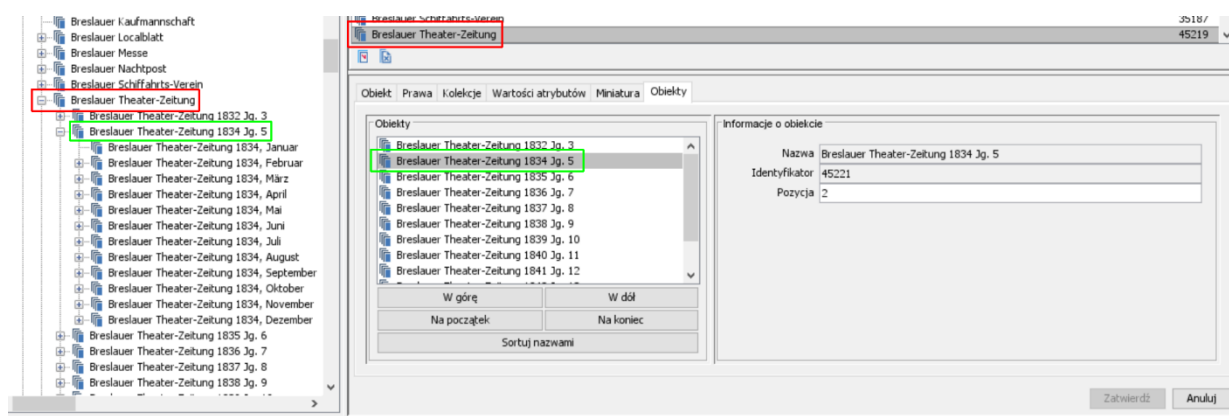 Breslauer Kaufmannschaft
Breslauer Localblatt
Breslauer Messe
Breslauer Nachtpost
Breslauer Schiffahrts-Verein
Breslauer Theater-Zeitung
Breslauer Theater-Zeitung 1832 Jg. 3
Breslauer Theater-Zeitung 1834 Jg. 5
Breslauer Theater-Zeitung 1834, Januar
Breslauer Theater-Zeitung 1834, Februar
Breslauer Theater-Zeitung 1834, März
Breslauer Theater-Zeitung 1834, April
Breslauer Theater-Zeitung 1834, Mai
Breslauer Theater-Zeitung 1834, Juni
Breslauer Theater-Zeitung 1834, Juli
Breslauer Theater-Zeitung 1834, August
Breslauer Theater-Zeitung 1834, September
Breslauer Theater-Zeitung 1834, Oktober
Breslauer Theater-Zeitung 1834, November
Breslauer Theater-Zeitung 1834, Dezember
Breslauer Theater-Zeitung 1835 Jg. 6
Breslauer Theater-Zeitung 1836 Jg. 7
Breslauer Theater-Zeitung 1837 Jg. 8
Breslauer Theater-Zeitung 1838 Jg. 9
Breslauer Schiffahrts-Verein 35187
Breslauer Theater-Zeitung 45219
Obiekt Prawa Kolekcje Wartości atrybutów Miniatura Obiekty
Obiekty
Breslauer Theater-Zeitung 1832 Jg. 3
Breslauer Theater-Zeitung 1834 Jg. 5
Breslauer Theater-Zeitung 1835 Jg. 6
Breslauer Theater-Zeitung 1836 Jg. 7
Breslauer Theater-Zeitung 1837 Jg. 8
Breslauer Theater-Zeitung 1838 Jg. 9
Breslauer Theater-Zeitung 1839 Jg. 10
Breslauer Theater-Zeitung 1840 Jg. 11
Breslauer Theater-Zeitung 1841 Jg. 12
W górę W dół
Na początek Na koniec
Sortuj nazwami
Informacje o obiekcie
Nazwa Breslauer Theater-Zeitung 1834 Jg. 5
Identyfikator 45221
Pozycja 2
Zatwierdź Anuluj